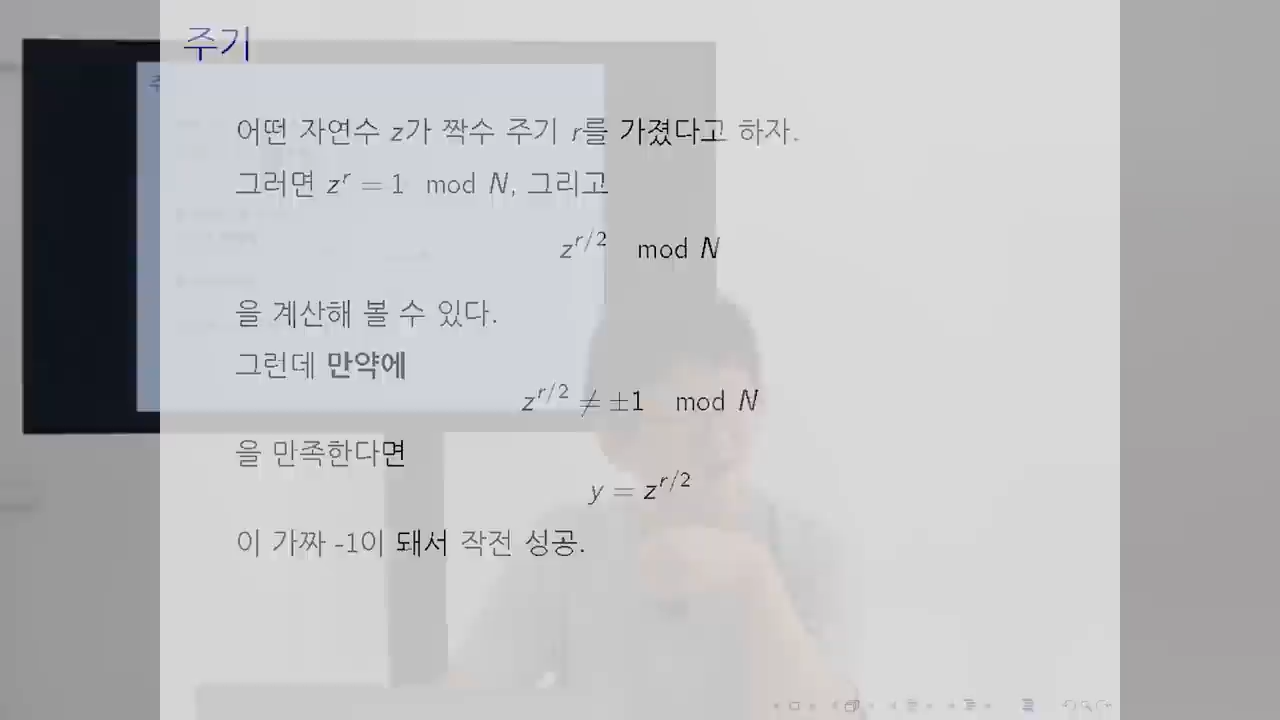 주기
어떤 자연수 z가 짝수 주기 r를 가졌다고 하자.
그러면 z^r = 1 mod N, 그리고
z^{r/2} mod N
을 계산해 볼 수 있다.
그런데 만약에
z^{r/2} ≠ ±1 mod N
을 만족한다면
y = z^{r/2}
이 가짜 -1이 돼서 작전 성공.